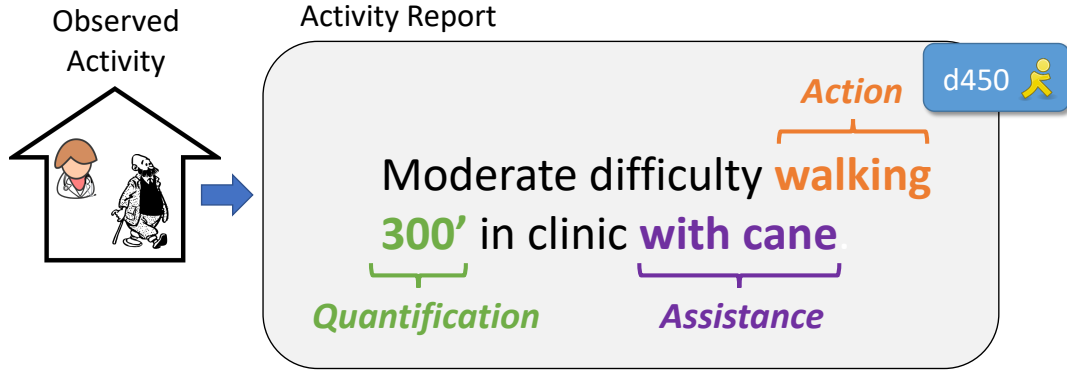 Observed
Activity
Activity Report
d450
Action
Moderate difficulty walking
300’ in clinic with cane.
Quantification
Assistance